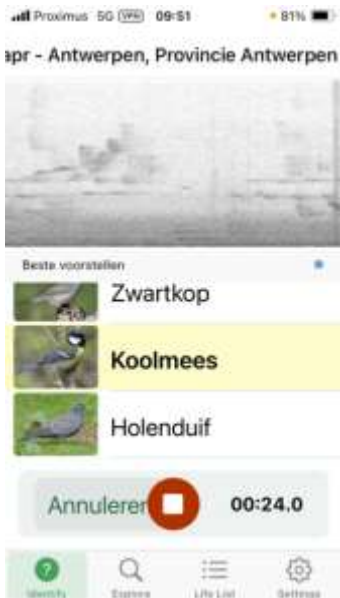 Proximus 5G VPN 09:51 81%
apr - Antwerpen, Provincie Antwerpen
Beste voorstellen
Zwartkop
Koolmees
Holenduif
Annuleren 00:24.0
Identify Explore Life List Settings